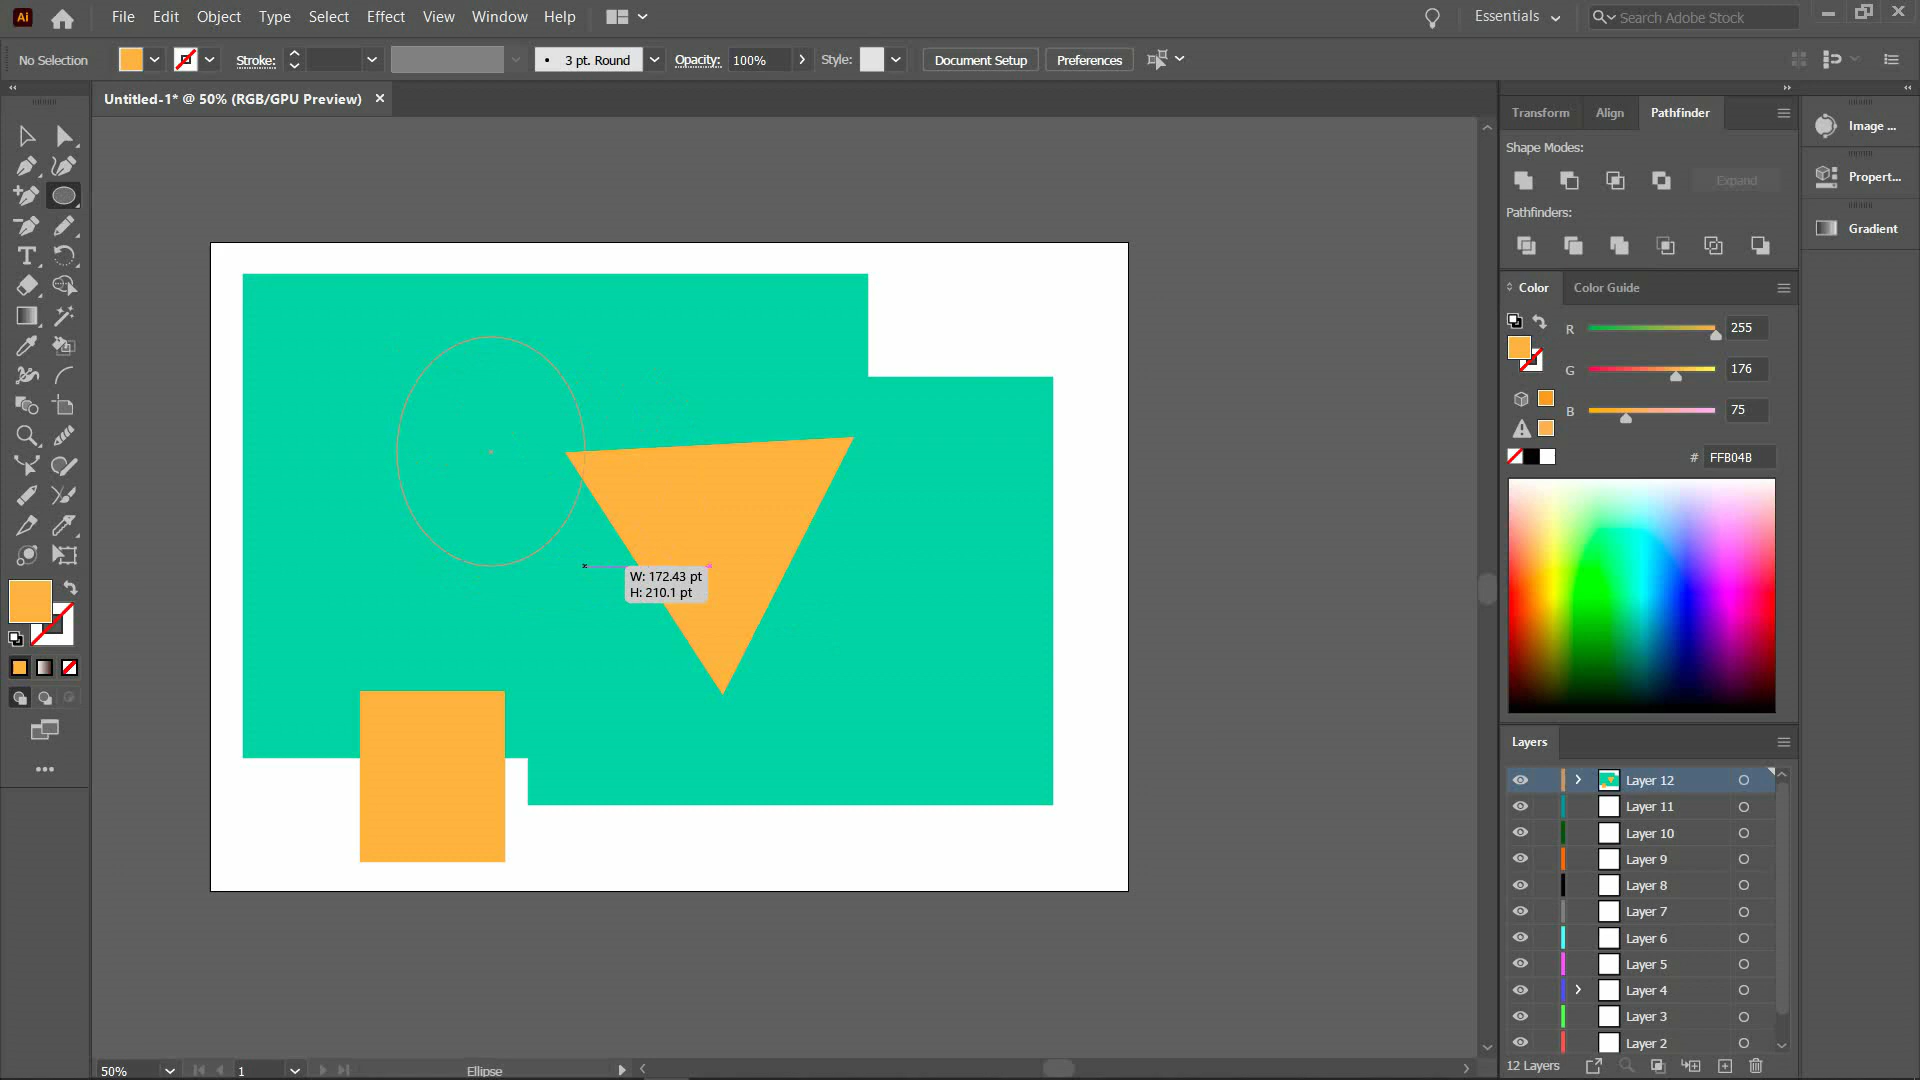 Ai File Edit Object Type Select Effect View Window Help Essentials Search Adobe Stock
No Selection Stroke: 3 pt. Round Opacity: 100% Style: Document Setup Preferences
Untitled-1* @ 50% (RGB/GPU Preview)
Transform Align Pathfinder
Image ...
Shape Modes:
Propert...
Expand
Pathfinders:
Gradient
Color Color Guide
R 255
G 176
B 75
# FFB04B
W: 172.43 pt
H: 210.1 pt
Layers
Layer 12
Layer 11
Layer 10
Layer 9
Layer 8
Layer 7
Layer 6
Layer 5
Layer 4
Layer 3
Layer 2
50% 1 Ellipse
12 Layers